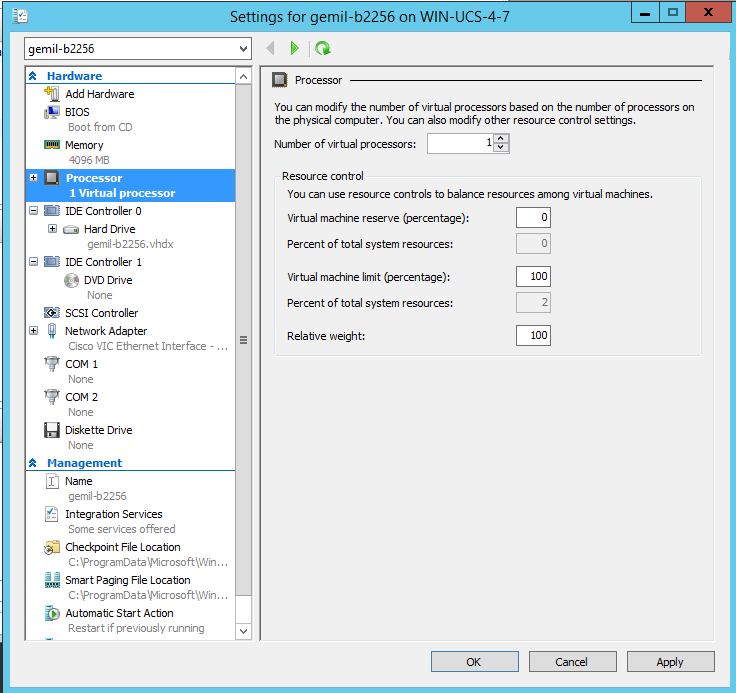 Settings for gemil-b2256 on WIN-UCS-4-7
gemil-b2256
Hardware
Add Hardware
BIOS
Boot from CD
Memory
4096 MB
Processor
1 Virtual processor
IDE Controller 0
Hard Drive
gemil-b2256.vhdx
IDE Controller 1
DVD Drive
None
SCSI Controller
Network Adapter
Cisco VIC Ethernet Interface - ...
COM 1
None
COM 2
None
Diskette Drive
None
Management
Name
gemil-b2256
Integration Services
Some services offered
Checkpoint File Location
C:\ProgramData\Microsoft\Win...
Smart Paging File Location
C:\ProgramData\Microsoft\Win...
Automatic Start Action
Restart if previously running
Processor
You can modify the number of virtual processors based on the number of processors on
the physical computer. You can also modify other resource control settings.
Number of virtual processors: 1
Resource control
You can use resource controls to balance resources among virtual machines.
Virtual machine reserve (percentage): 0
Percent of total system resources: 0
Virtual machine limit (percentage): 100
Percent of total system resources: 2
Relative weight: 100
OK Cancel Apply